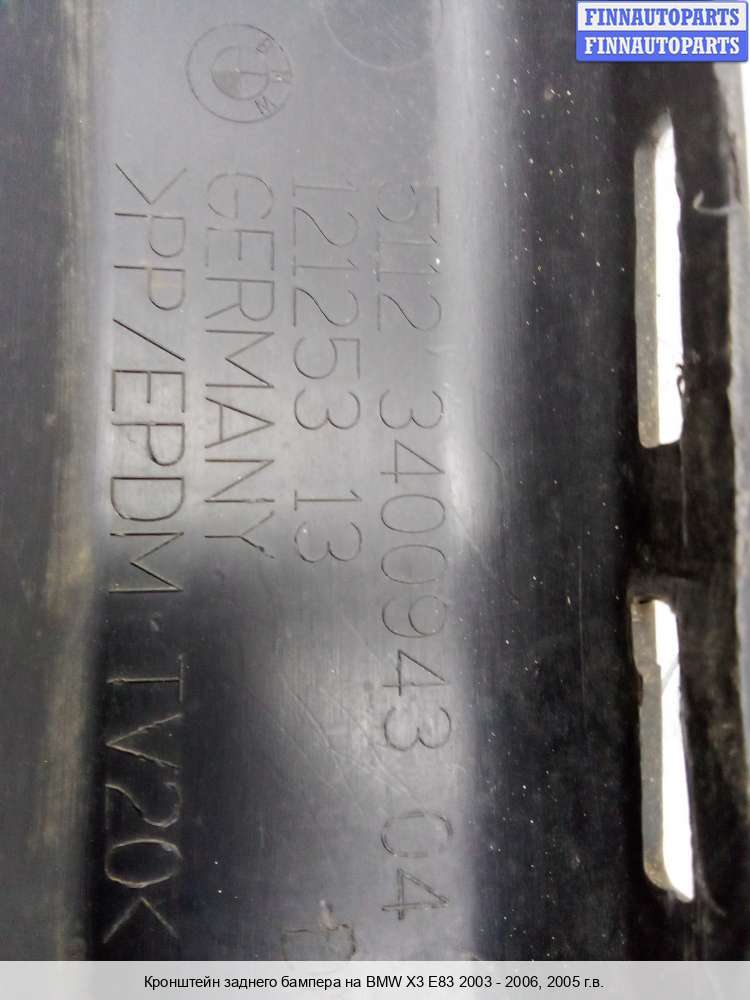 FINNAUTOPARTS
FINNAUTOPARTS
BMW
5112 3400943 04
121253 13
GERMANY
>PP/EPDM TV20<
Кронштейн заднего бампера на BMW X3 E83 2003 - 2006, 2005 г.в.